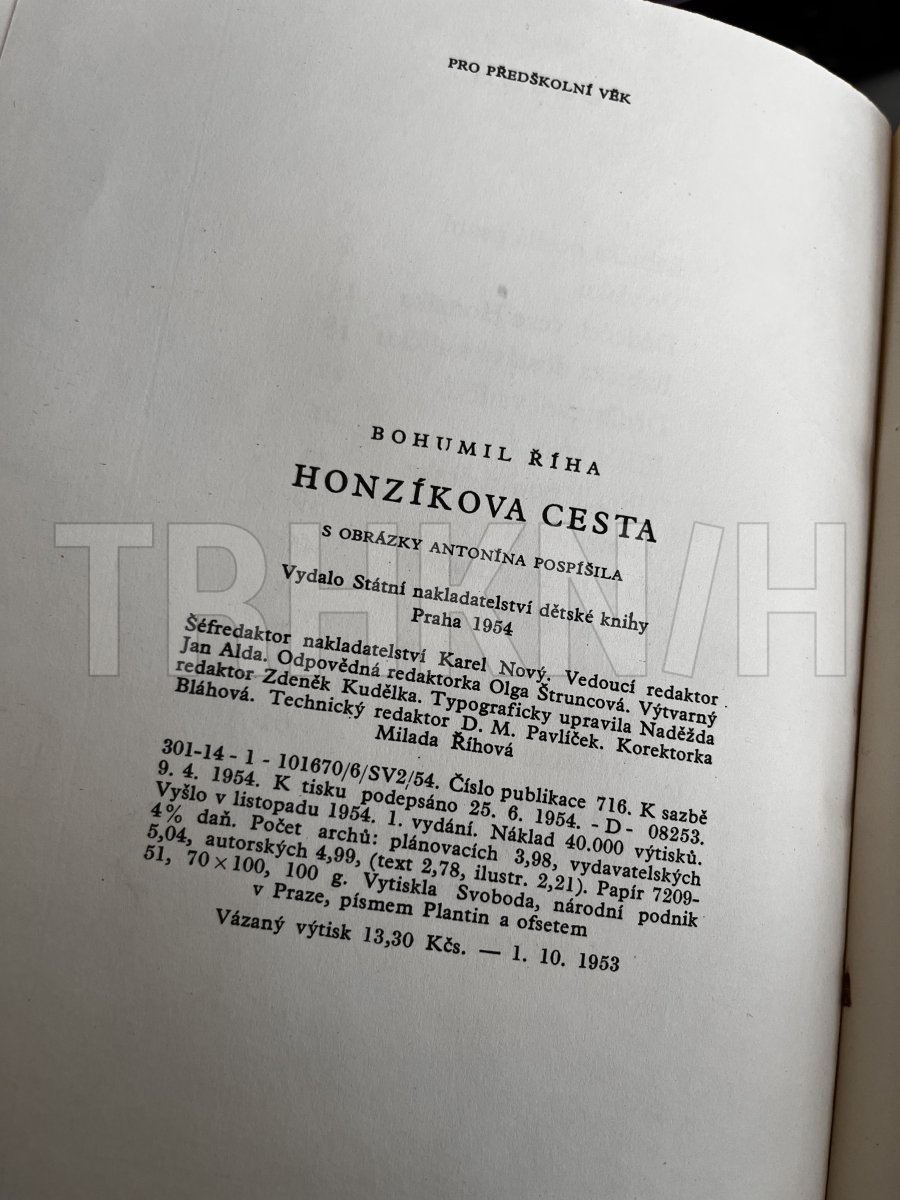 PRO PŘEDŠKOLNÍ VĚK
BOHUMIL ŘÍHA
HONZÍKOVA CESTA
S OBRÁZKY ANTONÍNA POSPÍŠILA
Vydalo Státní nakladatelství dětské knihy
Praha 1954
Šéfredaktor nakladatelství Karel Nový. Vedoucí redaktor
Jan Alda. Odpovědná redaktorka Olga Štruncová. Výtvarný
redaktor Zdeněk Kudělka. Typograficky upravila Naděžda
Bláhová. Technický redaktor D. M. Pavlíček. Korektorka
Milada Říhová
301-14 - 1 - 101670/6/SV2/54. Číslo publikace 716. K sazbě
9. 4. 1954. K tisku podepsáno 25. 6. 1954. - D - 08253.
Vyšlo v listopadu 1954. 1. vydání. Náklad 40.000 výtisků.
4% daň. Počet archů: plánovacích 3,98, vydavatelských
5,04, autorských 4,99, (text 2,78, ilustr. 2,21). Papír 7209-
51, 70×100, 100 g. Vytiskla Svoboda, národní podnik
v Praze, písmem Plantin a ofsetem
Vázaný výtisk 13,30 Kčs. — 1. 10. 1953
TRHKNIH